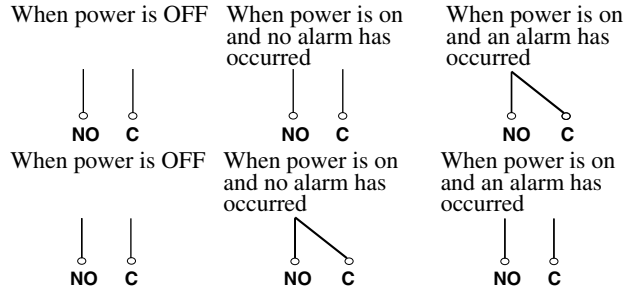 When power is OFF
When power is on
and no alarm has
occurred
When power is on
and an alarm has
occurred
NO C
NO C
NO C
When power is OFF
When power is on
and no alarm has
occurred
When power is on
and an alarm has
occurred
NO C
NO C
NO C